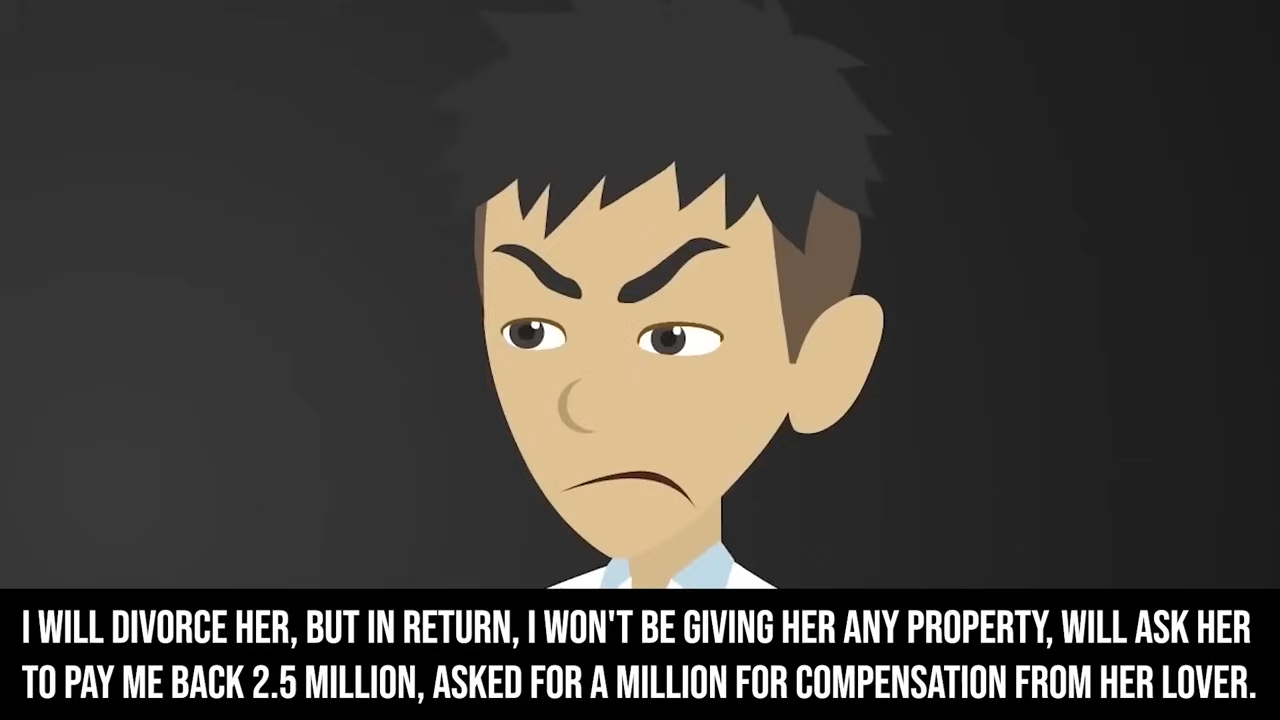 I WILL DIVORCE HER, BUT IN RETURN, I WON'T BE GIVING HER ANY PROPERTY, WILL ASK HER
TO PAY ME BACK 2.5 MILLION, ASKED FOR A MILLION FOR COMPENSATION FROM HER LOVER.